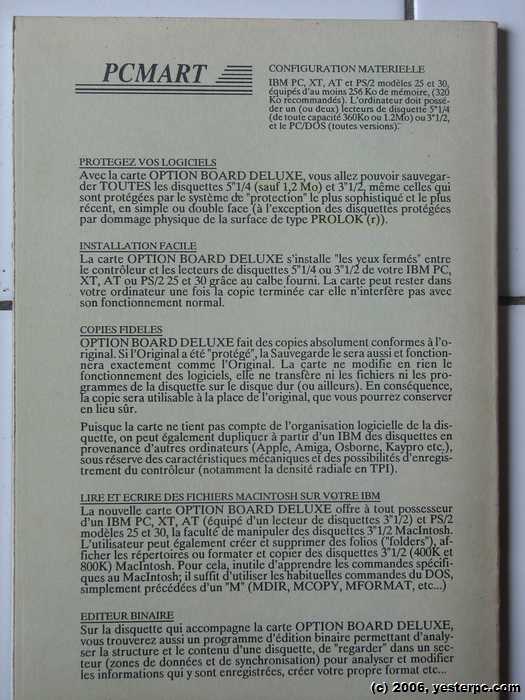 PCMART
CONFIGURATION MATERIELLE
IBM PC, XT, AT et PS/2 modèles 25 et 30,
équipés d'au moins 256 Ko de mémoire, (320
Ko recommandés). L'ordinateur doit possé-
der un (ou deux) lecteurs de disquette 5"1/4
(de toute capacité 360Ko ou 1.2Mo) ou 3"1/2,
et le PC/DOS (toutes versions).
PROTEGEZ VOS LOGICIELS
Avec la carte OPTION BOARD DELUXE, vous allez pouvoir sauvegar-
der TOUTES les disquettes 5"1/4 (sauf 1,2 Mo) et 3"1/2, même celles qui
sont protégées par le système de "protection" le plus sophistiqué et le plus
récent, en simple ou double face (à l'exception des disquettes protégées
par dommage physique de la surface de type PROLOK (r)).
INSTALLATION FACILE
La carte OPTION BOARD DELUXE s'installe "les yeux fermés" entre
le contrôleur et les lecteurs de disquettes 5"1/4 ou 3"1/2 de votre IBM PC,
XT, AT ou PS/2 25 et 30 grâce au calbe fourni. La carte peut rester dans
votre ordinateur une fois la copie terminée car elle n'interfère pas avec
son fonctionnement normal.
COPIES FIDELES
OPTION BOARD DELUXE fait des copies absolument conformes à l'o-
riginal. Si l'Original a été "protégé", la Sauvegarde le sera aussi et fonction-
nera exactement comme l'Original. La carte ne modifie en rien le
fonctionnement des logiciels, elle ne transfère ni les fichiers ni les pro-
grammes de la disquette sur le disque dur (ou ailleurs). En conséquence,
la copie sera utilisable à la place de l'original, que vous pourrez conserver
en lieu sûr.
Puisque la carte ne tient pas compte de l'organisation logicielle de la dis-
quette, on peut également dupliquer à partir d'un IBM des disquettes en
provenance d'autres ordinateurs (Apple, Amiga, Osborne, Kaypro etc.),
sous réserve des caractéristiques mécaniques et des possibilités d'enregis-
trement du contrôleur (notamment la densité radiale en TPI).
LIRE ET ECRIRE DES FICHIERS MACINTOSH SUR VOTRE IBM
La nouvelle carte OPTION BOARD DELUXE offre à tout possesseur
d'un IBM PC, XT, AT (équipé d'un lecteur de disquettes 3"1/2) et PS/2
modèles 25 et 30, la faculté de manipuler des disquettes 3"1/2 MacIntosh.
L'utilisateur peut également créer et supprimer des folios ("folders"), af-
ficher les répertoires ou formater et copier des disquettes 3"1/2 (400K et
800K) MacIntosh. Pour cela, inutile d'apprendre les commandes spécifi-
ques au MacIntosh; il suffit d'utiliser les habituelles commandes du DOS,
simplement précédées d'un "M" (MDIR, MCOPY, MFORMAT, etc...)
EDITEUR BINAIRE
Sur la disquette qui accompagne la carte OPTION BOARD DELUXE,
vous trouverez aussi un programme d'édition binaire permettant d'analy-
ser la structure et le contenu d'une disquette, de "regarder" dans un sec-
teur (zones de données et de synchronisation) pour analyser et modifier
les informations qui y sont enregistrées, créer votre propre format etc...
(c) 2006, yesterpc.com